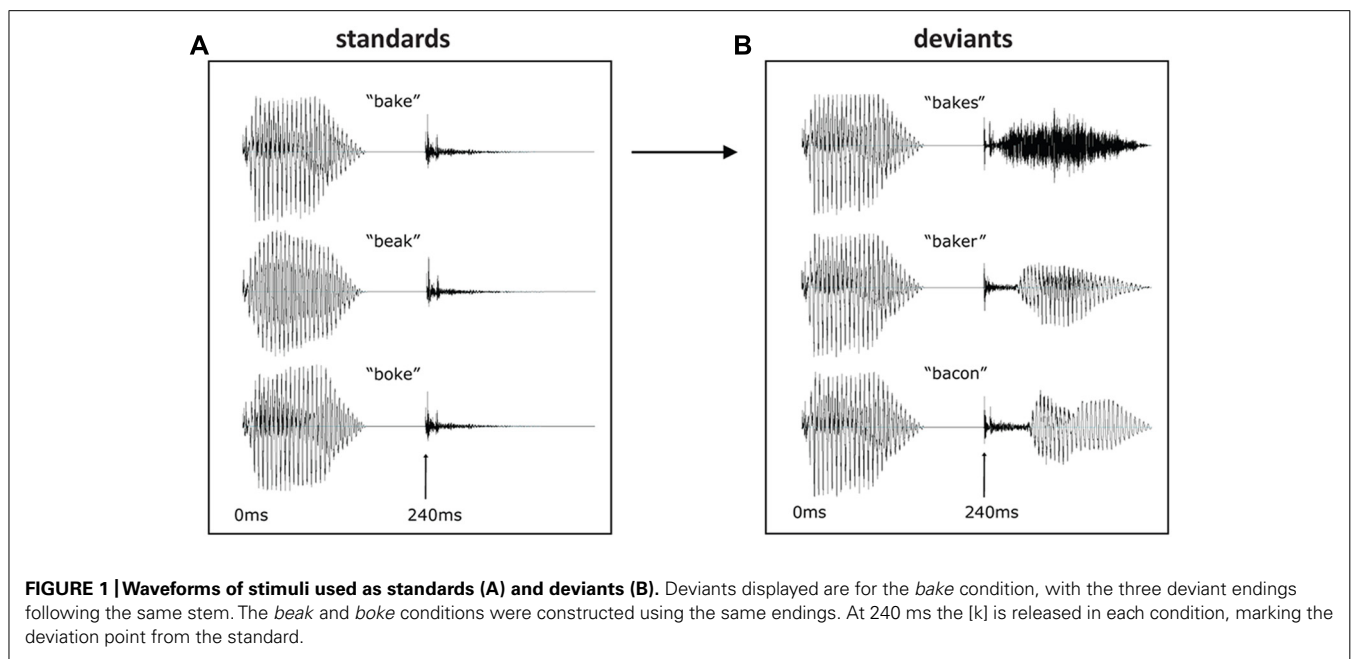 A standards
"bake"
"beak"
"boke"
0ms 240ms
B deviants
"bakes"
"baker"
"bacon"
0ms 240ms
FIGURE 1 | Waveforms of stimuli used as standards (A) and deviants (B). Deviants displayed are for the bake condition, with the three deviant endings
following the same stem. The beak and boke conditions were constructed using the same endings. At 240 ms the [k] is released in each condition, marking the
deviation point from the standard.